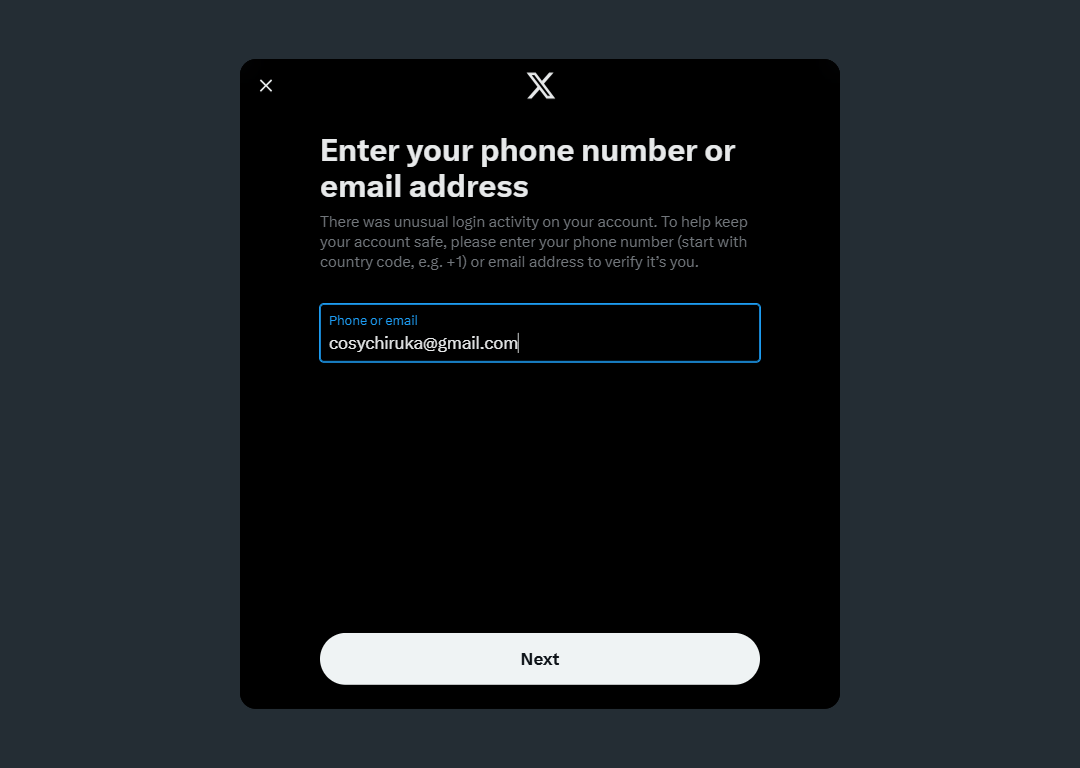 Enter your phone number or
email address
There was unusual login activity on your account. To help keep
your account safe, please enter your phone number (start with
country code, e.g. +1) or email address to verify it’s you.
Phone or email
cosychiruka@gmail.com
Next